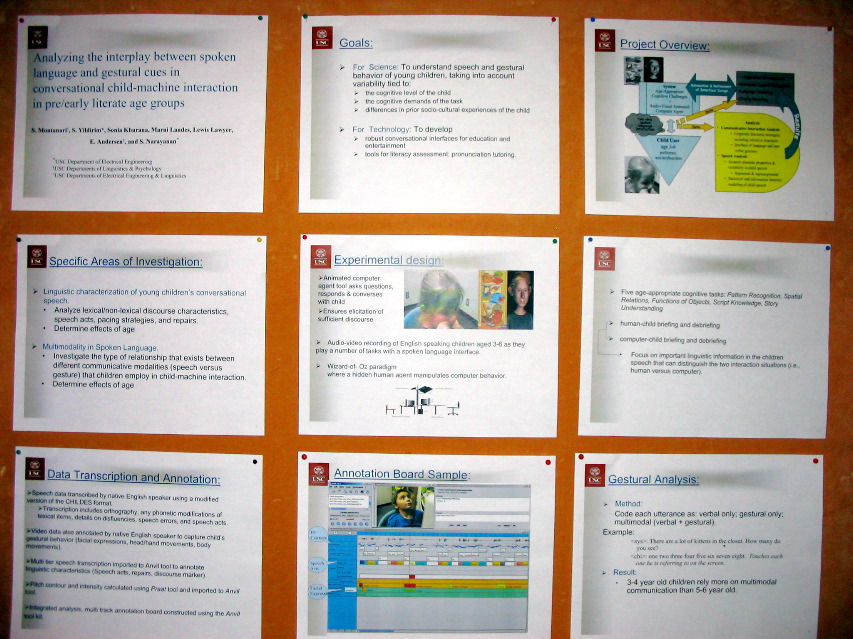 USC
Analyzing the interplay between spoken
language and gestural cues in
conversational child-machine interaction
in pre/early literate age groups
S. Montanari, S. Yildirim, Sonia Khurana, Marni Landes, Lewis Lawyer,
E. Andersen, and S. Narayanan
USC Department of Electrical Engineering
USC Departments of Linguistics & Psychology
USC Departments of Electrical Engineering & Linguistics
USC
Goals:
➢ For Science: To understand speech and gestural
behavior of young children, taking into account
variability tied to:
➢ the cognitive level of the child
➢ the cognitive demands of the task
➢ differences in prior socio-cultural experiences of the child
➢ For Technology: To develop
➢ robust conversational interfaces for education and
entertainment
➢ tools for literacy assessment: pronunciation tutoring.
USC
Project Overview:
System
Age-Appropriate
Cognitive Challenges
Audio-Visual Animated
Computer Agent
Child User
age 3-6
Analysis
Communicative Interaction Analysis
Speech Analysis
USC
Specific Areas of Investigation:
➢ Linguistic characterization of young children's conversational
speech.
• Analyze lexical/non-lexical discourse characteristics,
speech acts, pacing strategies, and repairs.
• Determine effects of age
➢ Multimodality in Spoken Language.
• Investigate the type of relationship that exists between
different communicative modalities (speech versus
gesture) that children employ in child-machine interaction.
• Determine effects of age
USC
Experimental design:
➢Animated computer
agent tool asks questions,
responds & converses
with child
➢Ensures elicitation of
sufficient discourse
➢ Audio-video recording of English speaking children aged 3-6 as they
play a number of tasks with a spoken language interface.
➢ Wizard-of- Oz paradigm
where a hidden human agent manipulates computer behavior.
USC
➢ Five age-appropriate cognitive tasks: Pattern Recognition, Spatial
Relations, Functions of Objects, Script Knowledge, Story
Understanding
➢ human-child briefing and debriefing
➢ computer-child briefing and debriefing
• Focus on important linguistic information in the children
speech that can distinguish the two interaction situations (i.e.,
human versus computer).
USC
Data Transcription and Annotation:
➢Speech data transcribed by native English speaker using a modified
version of the CHILDES format.
➢Transcription includes orthography, any phonetic modifications of
lexical items, details on disfluencies, speech errors, and speech acts.
➢Video data also annotated by native English speaker to capture child's
gestural behavior (facial expressions, head/hand movements, body
movements)
➢Multi tier speech transcription imported to Anvil tool to annotate
linguistic characteristics (Speech acts, repairs, discourse marker).
➢Pitch contour and intensity calculated using Praat tool and imported to Anvil
tool.
➢Integrated analysis, multi track annotation board constructed using the Anvil
tool kit.
USC
Annotation Board Sample:
USC
Gestural Analysis:
➢ Method:
Code each utterance as: verbal only; gestural only;
multimodal (verbal + gestural).
Example:
<sys>: There are a lot of kittens in the closet. How many do
you see?
<chi>: one two three four five six seven eight. Touches each
one he is referring to on the screen.
➢ Result:
- 3-4 year old children rely more on multimodal
communication than 5-6 year old.